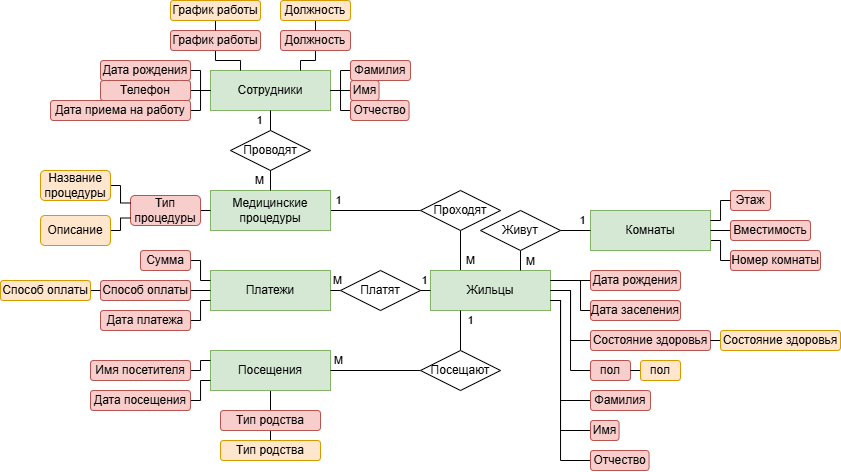 График работы
Должность
График работы
Должность
Дата рождения
Телефон
Дата приема на работу
Сотрудники
Фамилия
Имя
Отчество
1
Проводят
М
Название
процедуры
Описание
Тип
процедуры
Медицинские
процедуры
1
Проходят
М
Живут
М
1
Комнаты
Этаж
Вместимость
Номер комнаты
Сумма
Способ оплаты
Способ оплаты
Дата платежа
Платежи
М
Платят
1
Жильцы
Дата рождения
Дата заселения
Состояние здоровья
Состояние здоровья
пол
пол
Фамилия
Имя
Отчество
1
Посещают
М
Посещения
Имя посетителя
Дата посещения
Тип родства
Тип родства